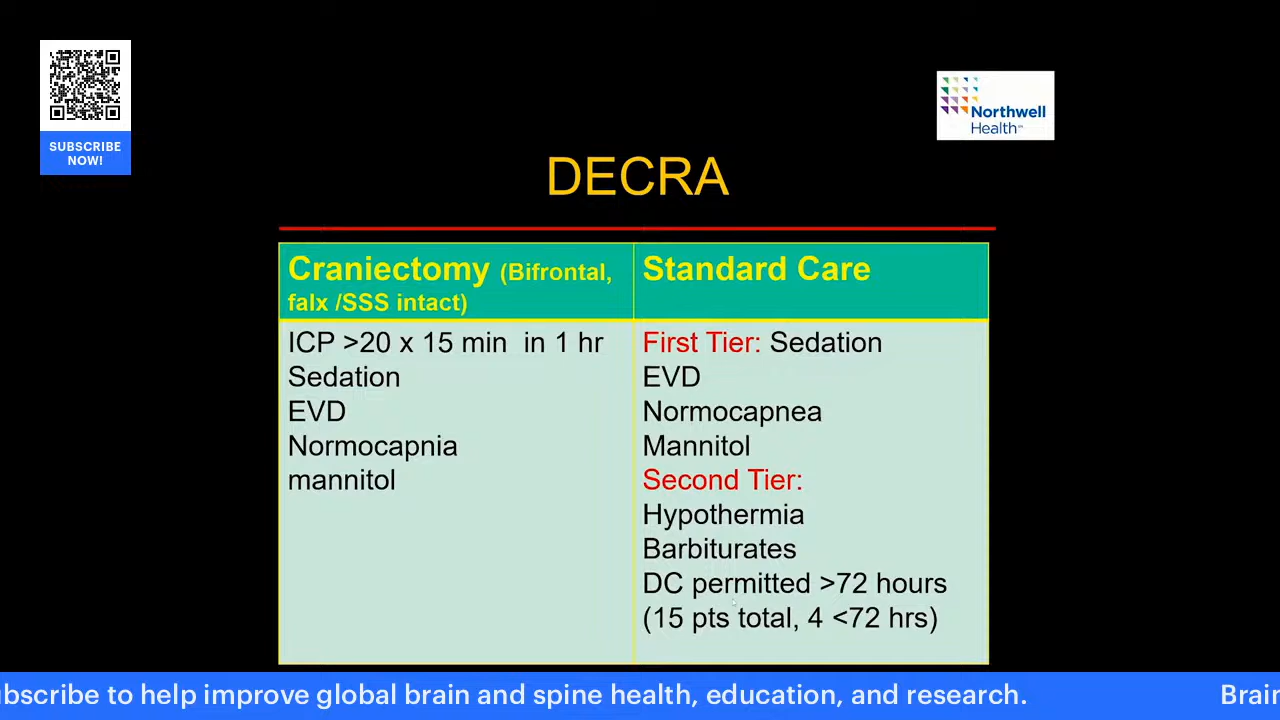 SUBSCRIBE
NOW!
Northwell
Health
DECRA
Craniectomy (Bifrontal,
falx /SSS intact)
Standard Care
ICP >20 x 15 min in 1 hr
Sedation
EVD
Normocapnia
mannitol
First Tier: Sedation
EVD
Normocapnea
Mannitol
Second Tier:
Hypothermia
Barbiturates
DC permitted >72 hours
(15 pts total, 4 <72 hrs)
bscribe to help improve global brain and spine health, education, and research. Brain